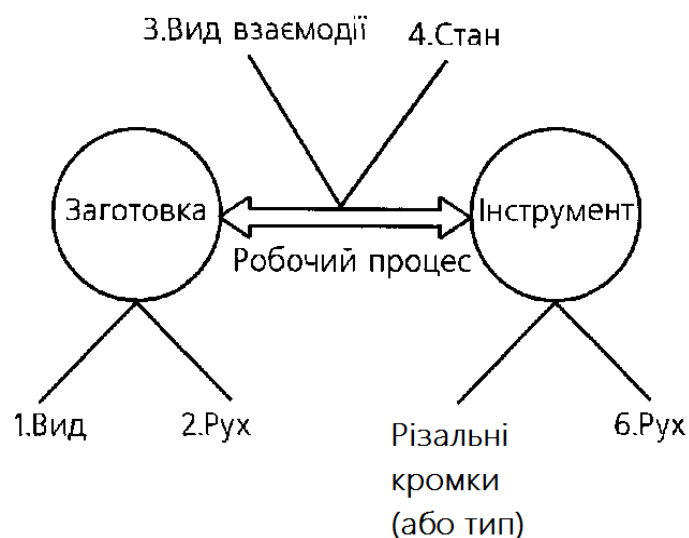 3.Вид взаємодії
4.Стан
Заготовка
Інструмент
Робочий процес
1.Вид
2.Рух
Різальні
кромки
(або тип)
6.Рух